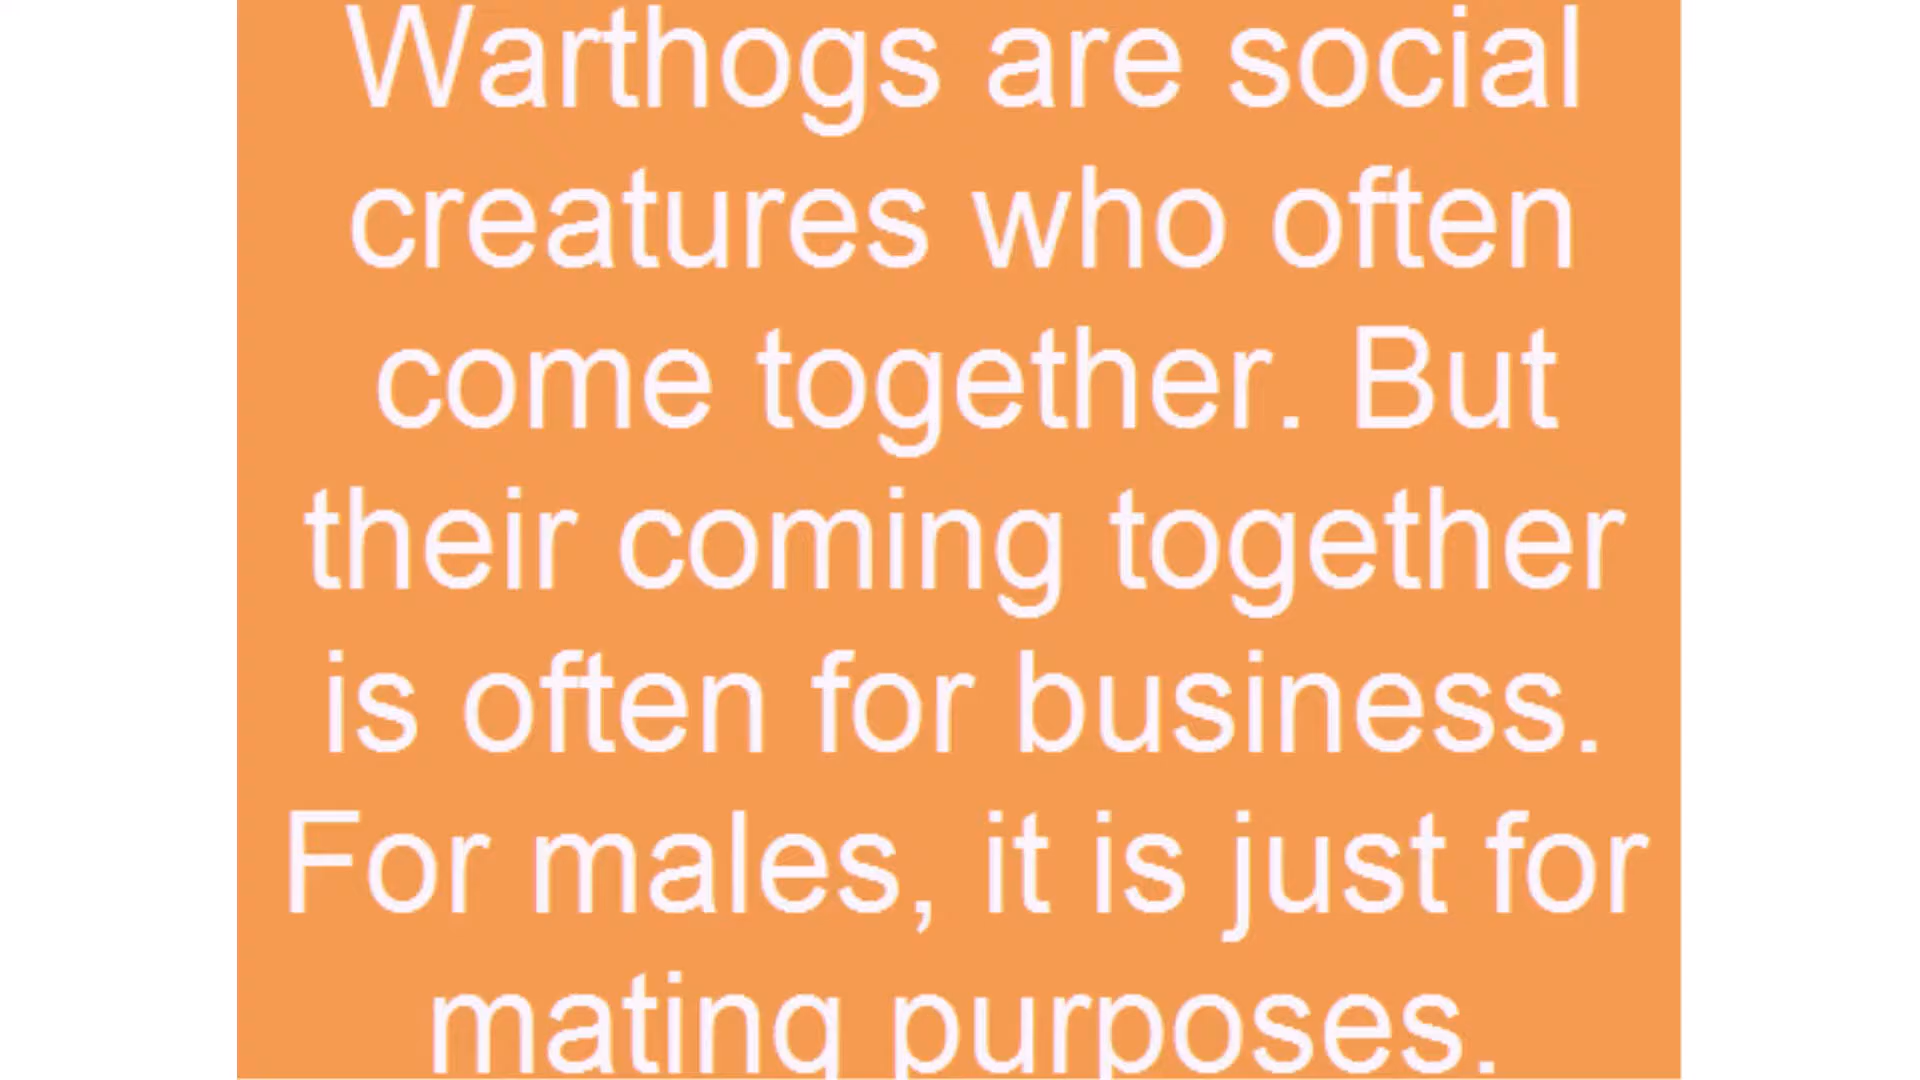 Warthogs are social
creatures who often
come together. But
their coming together
is often for business.
For males, it is just for
mating purposes.